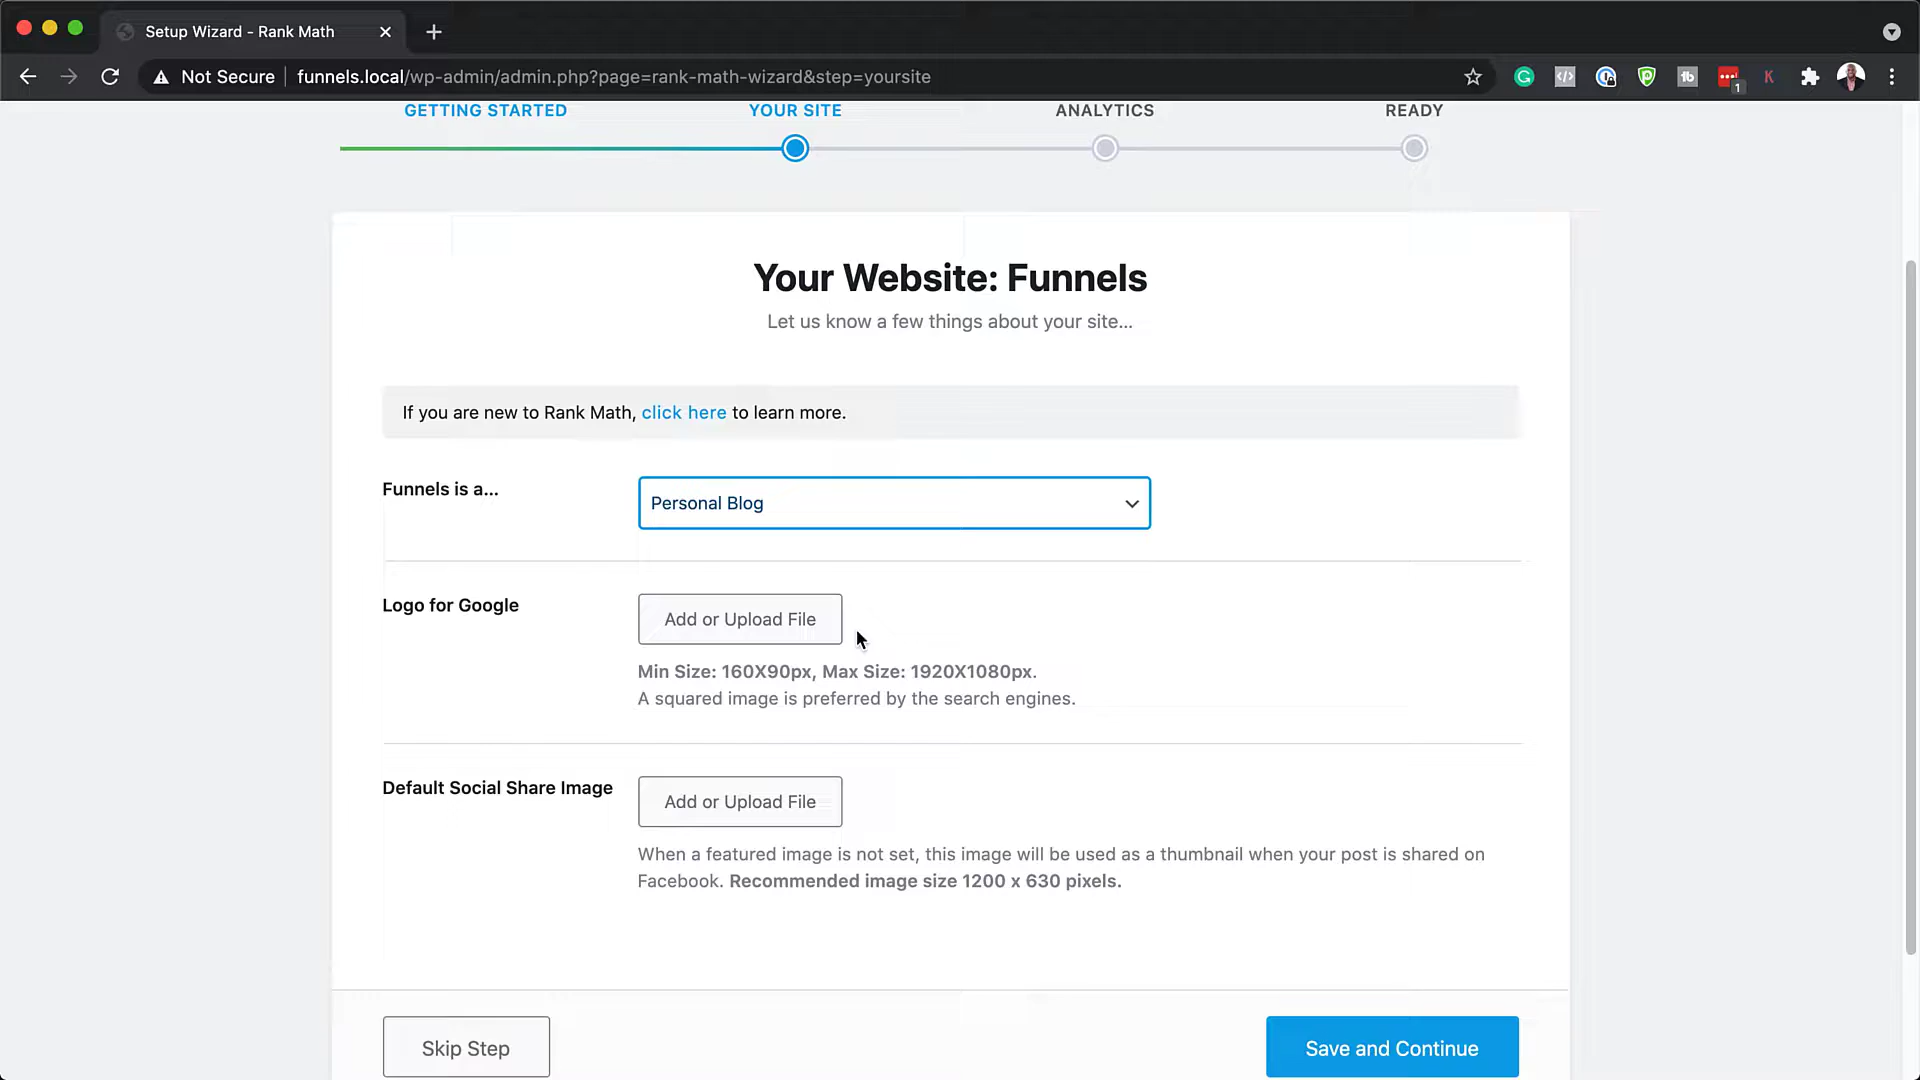 Setup Wizard - Rank Math
Not Secure
funnels.local/wp-admin/admin.php?page=rank-math-wizard&step=yoursite
1
K
GETTING STARTED
YOUR SITE
ANALYTICS
READY
Your Website: Funnels
Let us know a few things about your site...
If you are new to Rank Math, click here to learn more.
Funnels is a...
Personal Blog
Logo for Google
Add or Upload File
Min Size: 160X90px, Max Size: 1920X1080px.
A squared image is preferred by the search engines.
Default Social Share Image
Add or Upload File
When a featured image is not set, this image will be used as a thumbnail when your post is shared on
Facebook. Recommended image size 1200 x 630 pixels.
Skip Step
Save and Continue